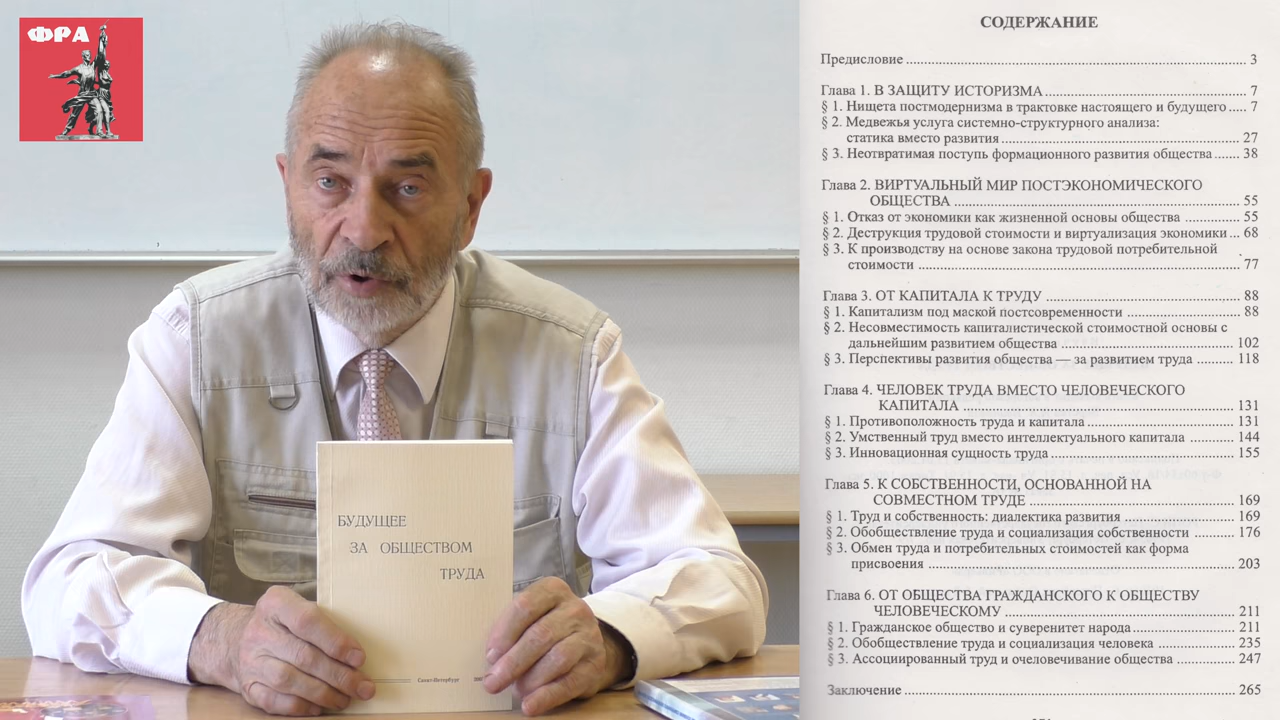 ФРА
БУДУЩЕЕ
ЗА ОБЩЕСТВОМ
ТРУДА
Санкт-Петербург
СОДЕРЖАНИЕ
Предисловие 3
Глава 1. В ЗАЩИТУ ИСТОРИЗМА 7
§ 1. Нищета постмодернизма в трактовке настоящего и будущего 7
§ 2. Медвежья услуга системно-структурного анализа:
статика вместо развития 27
§ 3. Неотвратимая поступь формационного развития общества 38
Глава 2. ВИРТУАЛЬНЫЙ МИР ПОСТЭКОНОМИЧЕСКОГО
ОБЩЕСТВА 55
§ 1. Отказ от экономики как жизненной основы общества 55
§ 2. Деструкция трудовой стоимости и виртуализация экономики 68
§ 3. К производству на основе закона трудовой потребительной
стоимости 77
Глава 3. ОТ КАПИТАЛА К ТРУДУ 88
§ 1. Капитализм под маской постсовременности 88
§ 2. Несовместимость капиталистической стоимостной основы с
дальнейшим развитием общества 102
§ 3. Перспективы развития общества — за развитием труда 118
Глава 4. ЧЕЛОВЕК ТРУДА ВМЕСТО ЧЕЛОВЕЧЕСКОГО
КАПИТАЛА 131
§ 1. Противоположность труда и капитала 131
§ 2. Умственный труд вместо интеллектуального капитала 144
§ 3. Инновационная сущность труда 155
Глава 5. К СОБСТВЕННОСТИ, ОСНОВАННОЙ НА
СОВМЕСТНОМ ТРУДЕ 169
§ 1. Труд и собственность: диалектика развития 169
§ 2. Обобществление труда и социализация собственности 176
§ 3. Обмен труда и потребительных стоимостей как форма
присвоения 203
Глава 6. ОТ ОБЩЕСТВА ГРАЖДАНСКОГО К ОБЩЕСТВУ
ЧЕЛОВЕЧЕСКОМУ 211
§ 1. Гражданское общество и суверенитет народа 211
§ 2. Обобществление труда и социализация человека 235
§ 3. Ассоциированный труд и очеловечивание общества 247
Заключение 265